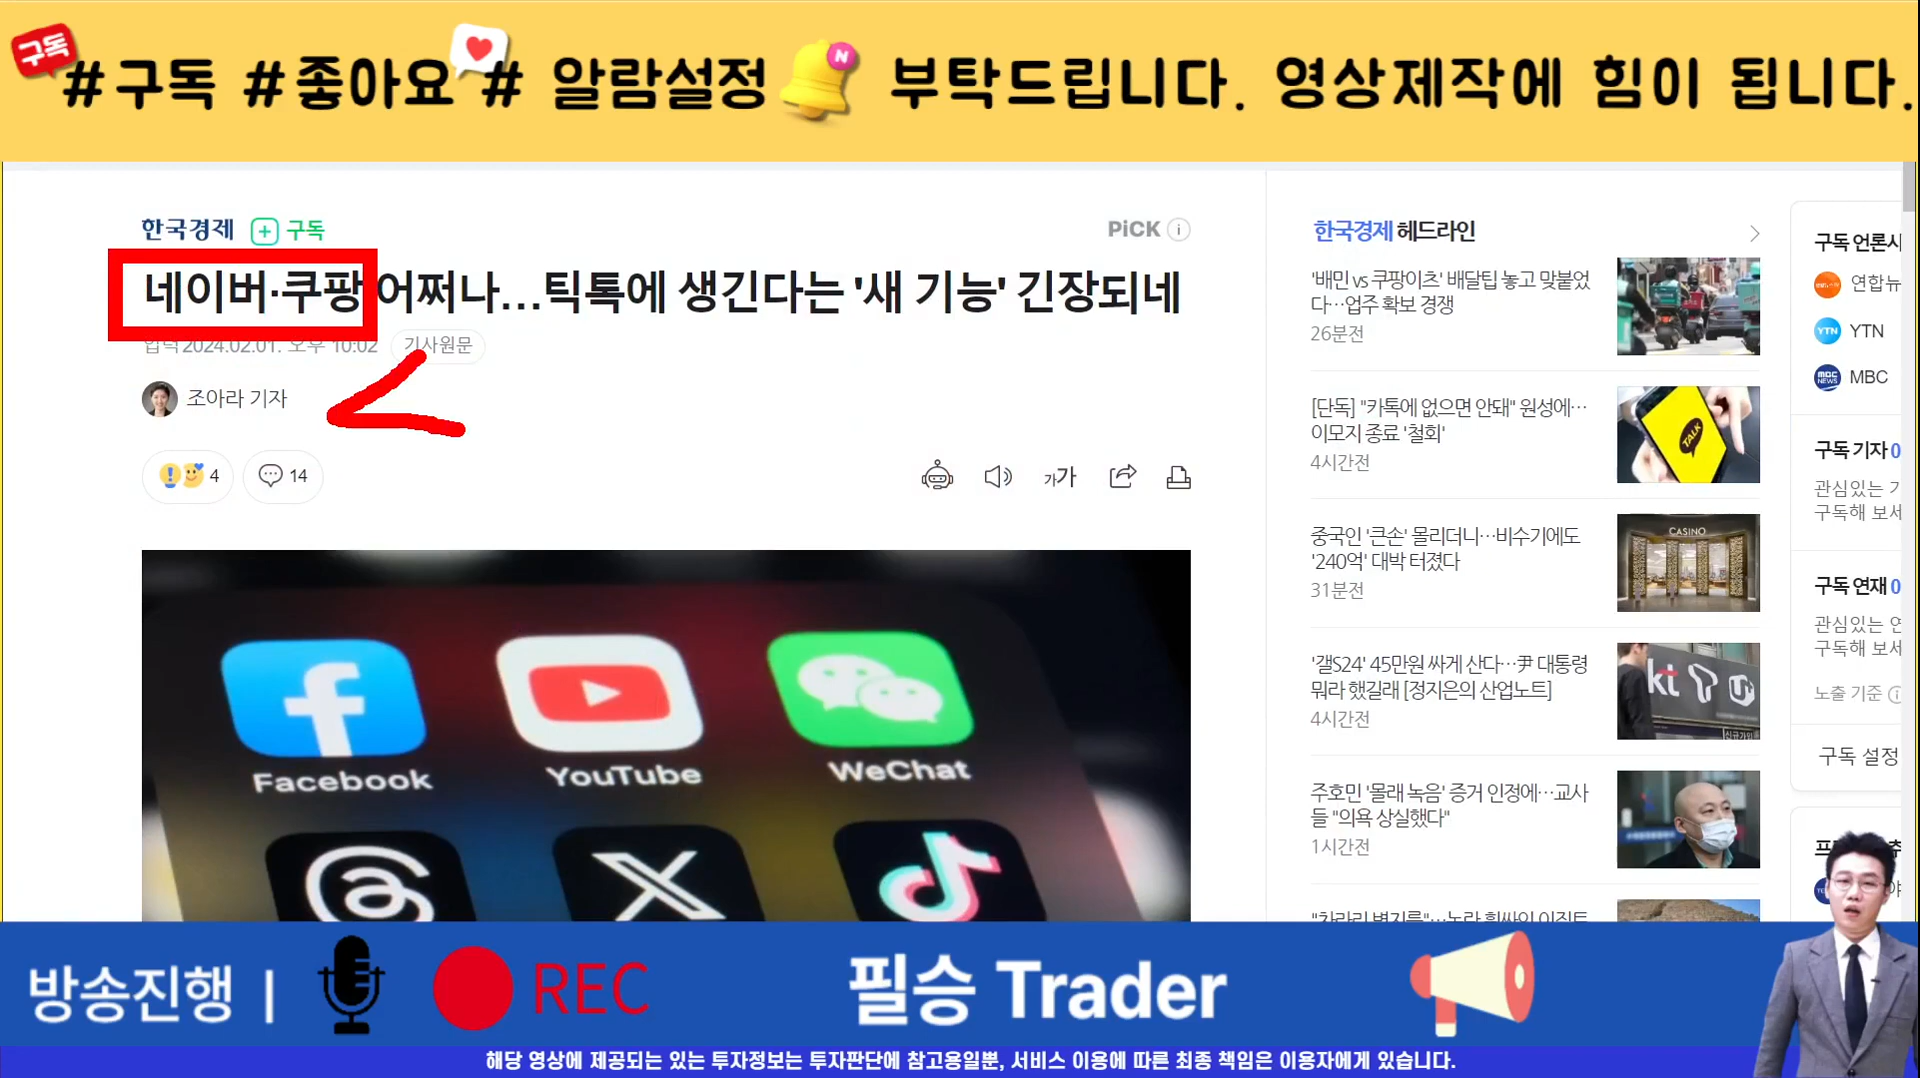 구독
#구독 #좋아요 # 알람설정 N 부탁드립니다. 영상제작에 힘이 됩니다.
한국경제 + 구독
PiCK
네이버·쿠팡 어쩌나...틱톡에 생긴다는 '새 기능' 긴장되네
입력 2024.02.01. 오후 10:02 기사원문
조아라 기자
4
14
가가
Facebook
YouTube
WeChat
한국경제 헤드라인
'배민 vs 쿠팡이츠' 배달팁 놓고 맞붙었
다…업주 확보 경쟁
26분전
[단독] "카톡에 없으면 안돼" 원성에…
이모지 종료 '철회'
4시간전
TALK
중국인 '큰손' 몰리더니…비수기에도
'240억' 대박 터졌다
31분전
CASINO
'갤S24' 45만원 싸게 산다…尹 대통령
뭐라 했길래 [정지은의 산업노트]
4시간전
kt
주호민 '몰래 녹음' 증거 인정에…교사
들 "의욕 상실했다"
1시간전
구독 언론사
연합뉴
YTN YTN
MBC NEWS MBC
구독 기자 0
관심있는 기
구독해 보세
구독 연재 0
관심있는 연
구독해 보세
노출 기준
구독 설정
방송진행 |
REC
필승 Trader
해당 영상에 제공되는 있는 투자정보는 투자판단에 참고용일뿐, 서비스 이용에 따른 최종 책임은 이용자에게 있습니다.